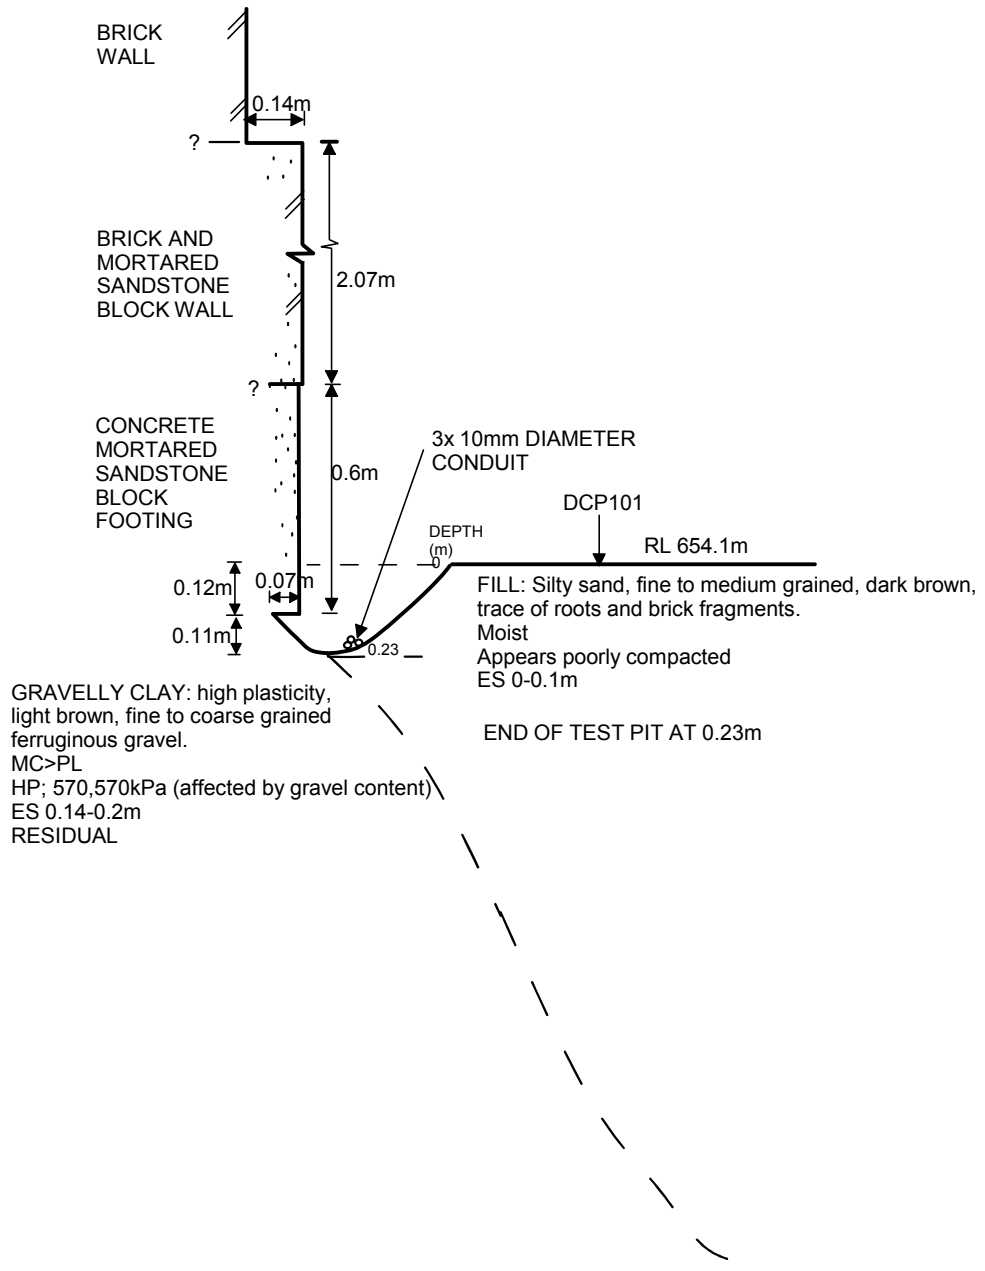 BRICK
WALL
0.14m
?
BRICK AND
MORTARED
SANDSTONE
BLOCK WALL
2.07m
?
CONCRETE
MORTARED
SANDSTONE
BLOCK
FOOTING
0.6m
3x 10mm DIAMETER
CONDUIT
DCP101
DEPTH
(m)
0
RL 654.1m
0.12m
0.07m
0.11m
0.23
FILL: Silty sand, fine to medium grained, dark brown,
trace of roots and brick fragments.
Moist
Appears poorly compacted
ES 0-0.1m
END OF TEST PIT AT 0.23m
GRAVELLY CLAY: high plasticity,
light brown, fine to coarse grained
ferruginous gravel.
MC>PL
HP; 570,570kPa (affected by gravel content)
ES 0.14-0.2m
RESIDUAL